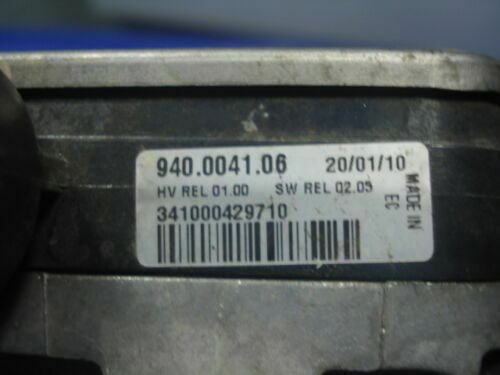 940.0041.06 20/01/10
HV REL 01.00 SW REL 02.05
341000429710
MADE IN
EC